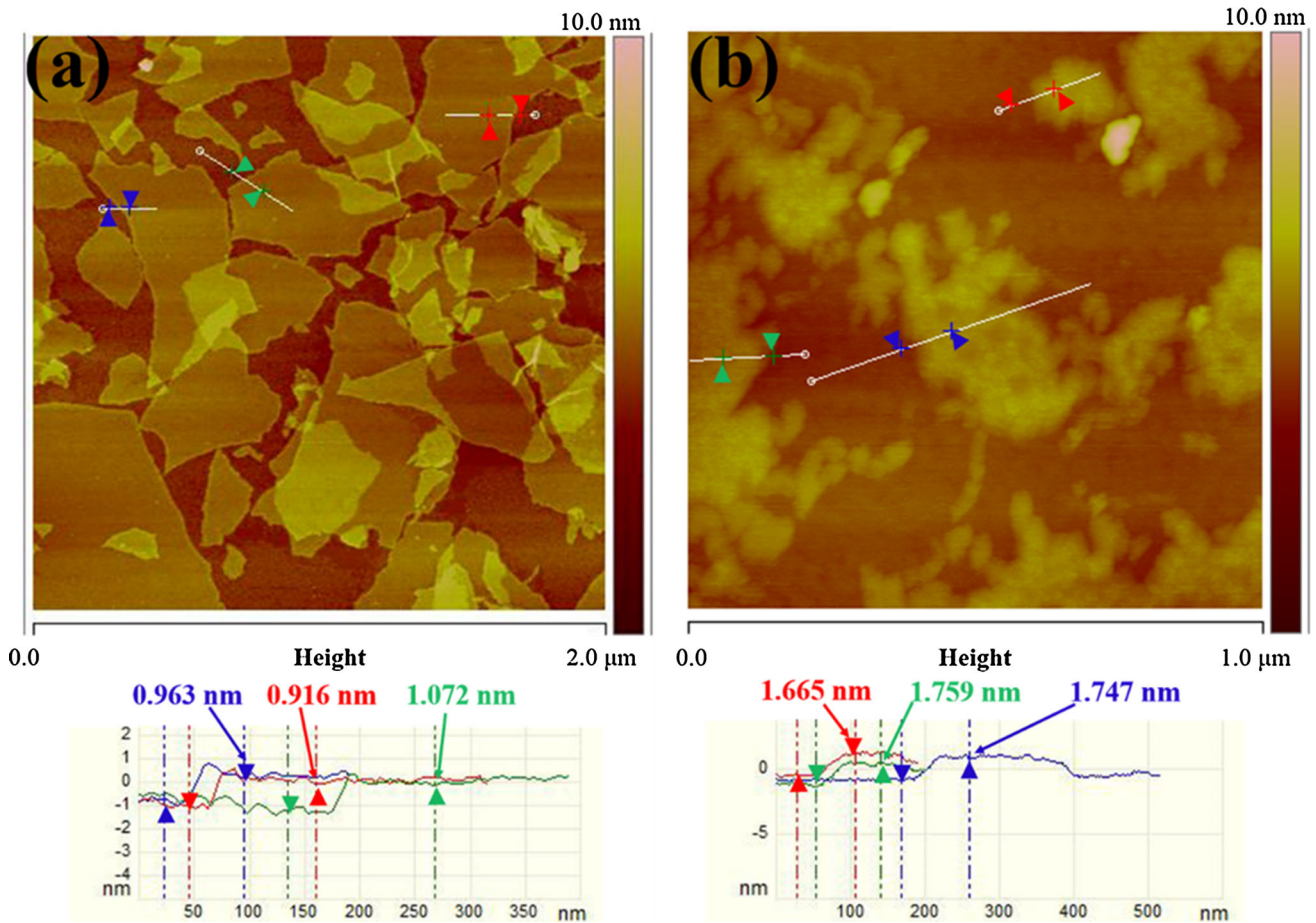 10.0 nm
(a)
0.0 Height 2.0 μm
0.963 nm 0.916 nm 1.072 nm
2
1
0
-1
-2
-3
-4
nm
50 100 150 200 250 300 350 nm
10.0 nm
(b)
0.0 Height 1.0 μm
1.665 nm 1.759 nm 1.747 nm
0
-5
nm
100 200 300 400 500 nm